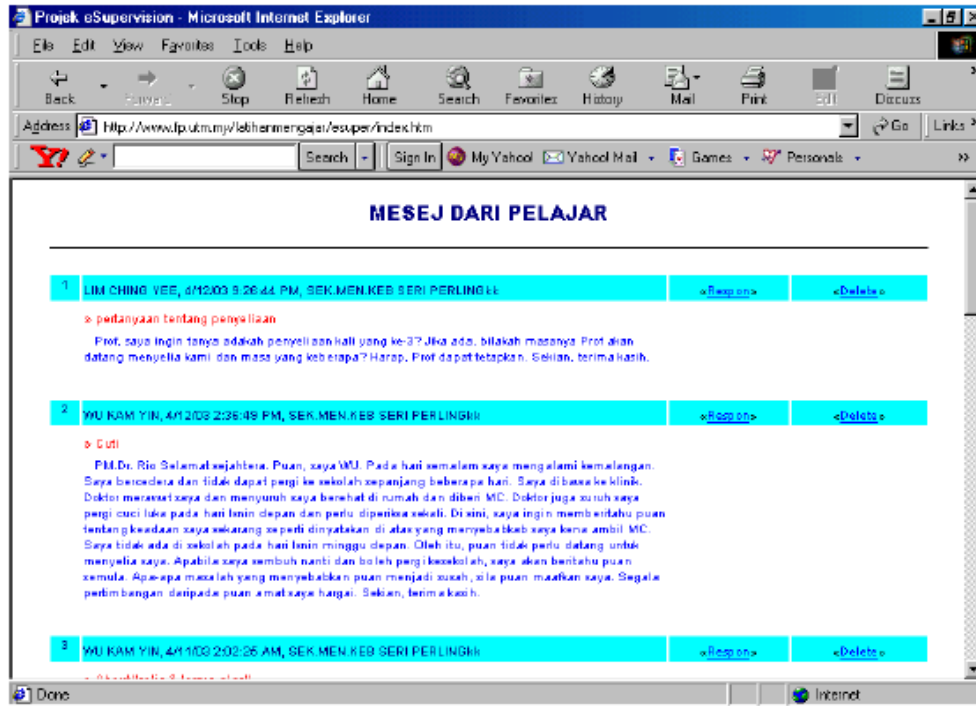 Projek eSupervision - Microsoft Internet Explorer
File Edit View Favorites Tools Help
Back Forward Stop Refresh Home Search Favorites History Mail Print Edit Discuss
Address http://www.fp.utm.my/latihanmengajar/esuper/index.htm Go Links
Y! Search Sign In My Yahoo! Yahoo! Mail Games Personals
MESEJ DARI PELAJAR
1 LIM CHING YEE, 4/12/03 9:26:44 PM, SEK.MEN.KEB SERI PERLINGkk «Respon» «Delete»
» pertanyaan tentang penyeliaan
Prof, saya ingin tanya adakah penyeliaan kali yang ke-3? Jika ada, bilakah masanya Prof akan
datang menyelia kami dan masa yang keberapa? Harap, Prof dapat tetapkan. Sekian, terima kasih.
2 WU KAM YIN, 4/12/03 2:36:49 PM, SEK.MEN.KEB SERI PERLINGkk «Respon» «Delete»
» Cuti
PM.Dr. Rio Selamat sejahtera. Puan, saya WU. Pada hari semalam saya mengalami kemalangan.
Saya bercedera dan tidak dapat pergi ke sekolah sepanjang beberapa hari. Saya dibawa ke klinik.
Doktor merawat saya dan menyuruh saya berehat di rumah dan diberi MC. Doktor juga suruh saya
pergi cuci luka pada hari Isnin depan dan perlu diperiksa sekali. Di sini, saya ingin memberitahu puan
tentang keadaan saya sekarang seperti dinyatakan di atas yang menyebabkab saya kena ambil MC.
Saya tidak ada di sekolah pada hari Isnin minggu depan. Oleh itu, puan tidak perlu datang untuk
menyelia saya. Apabila saya sembuh nanti dan boleh pergi kesekolah, saya akan beritahu puan
semula. Apa-apa masalah yang menyebabkan puan menjadi susah, sila puan maafkan saya. Segala
pertimbangan daripada puan amat saya hargai. Sekian, terima kasih.
3 WU KAM YIN, 4/11/03 2:02:25 AM, SEK.MEN.KEB SERI PERLINGkk «Respon» «Delete»
Done Internet